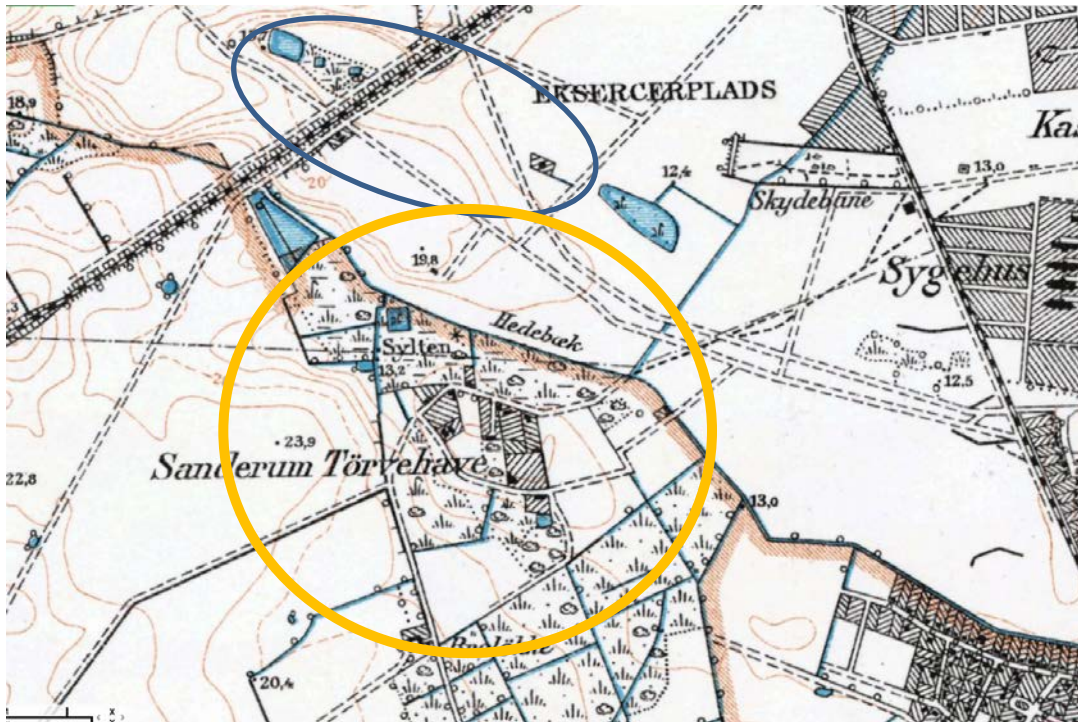 18,9
EKSERCERPLADS
Kas
20
12,4
13,0
Skydebane
19,8
Sygehus
Hedebæk
Sylten
13,2
12.5
23,9
Sanderum Törvehave
22,8
13,0
20,4